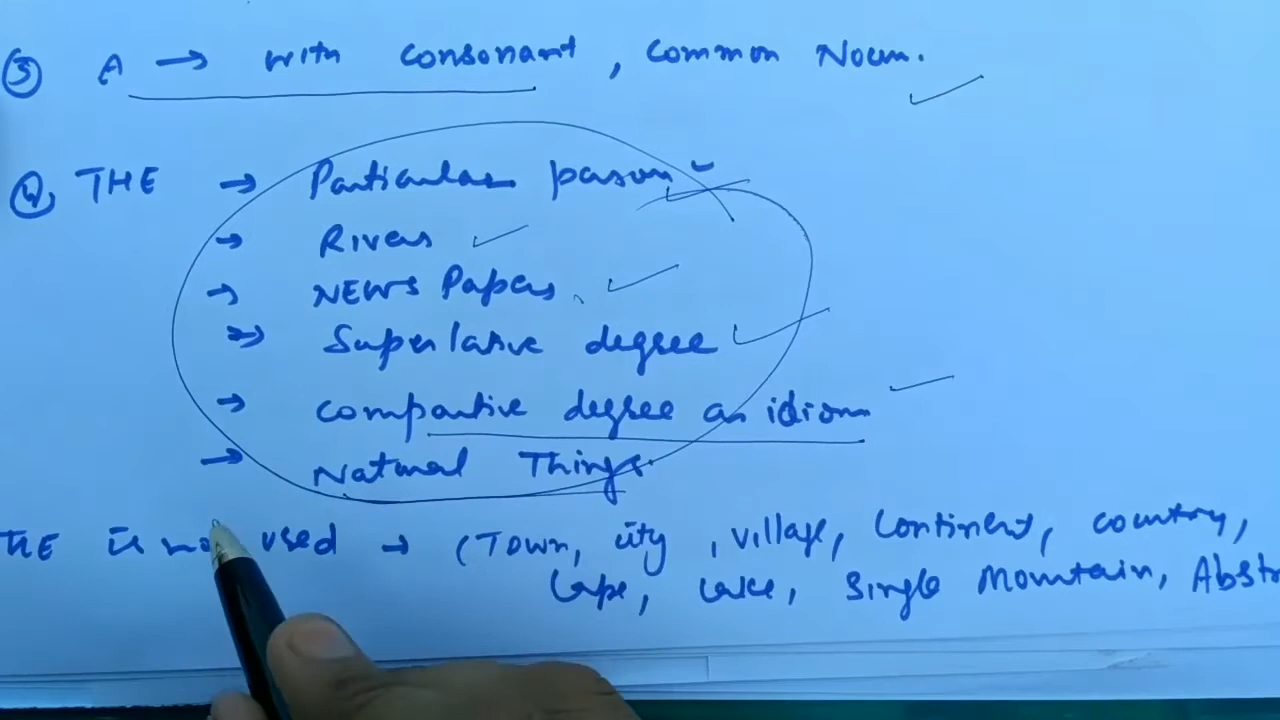 ③ A → with consonant, Common Noun.
④ THE → Particular person
→ Rivers
→ NEWS Papers
→ Superlative degree
→ Comparative degree as idiom
→ Natural Things.
THE is not used → (Town, city, village, Continent, country,
Cape, Lake, Single Mountain,